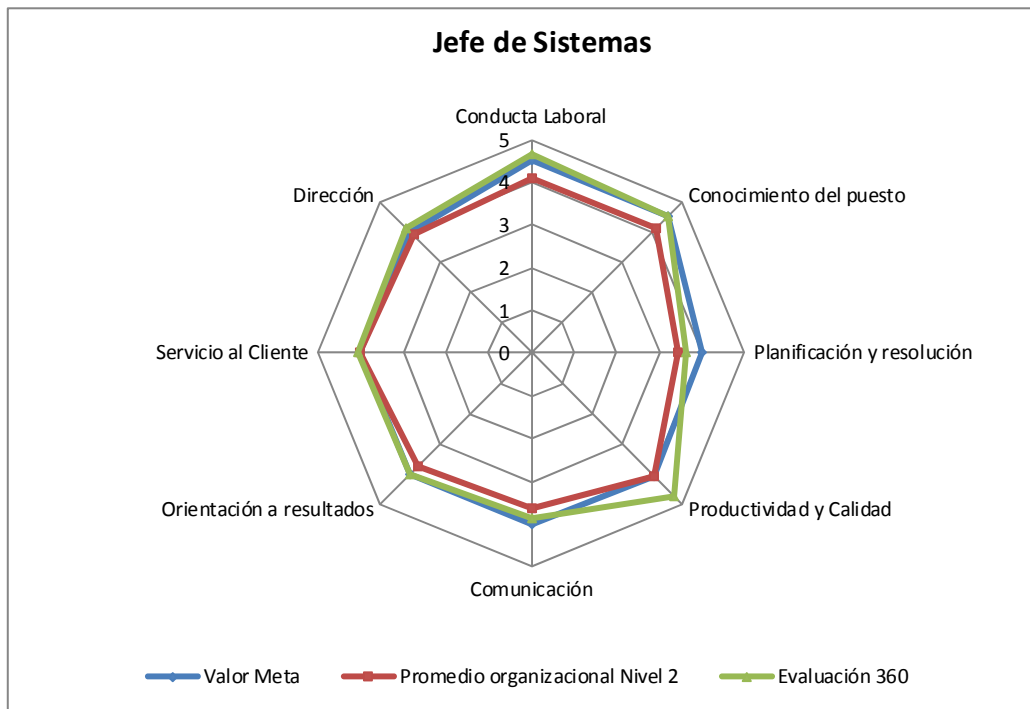 Jefe de Sistemas
Conducta Laboral
5
4
3
2
1
0
Dirección
Conocimiento del puesto
Servicio al Cliente
Planificación y resolución
Orientación a resultados
Productividad y Calidad
Comunicación
Valor Meta
Promedio organizacional Nivel 2
Evaluación 360